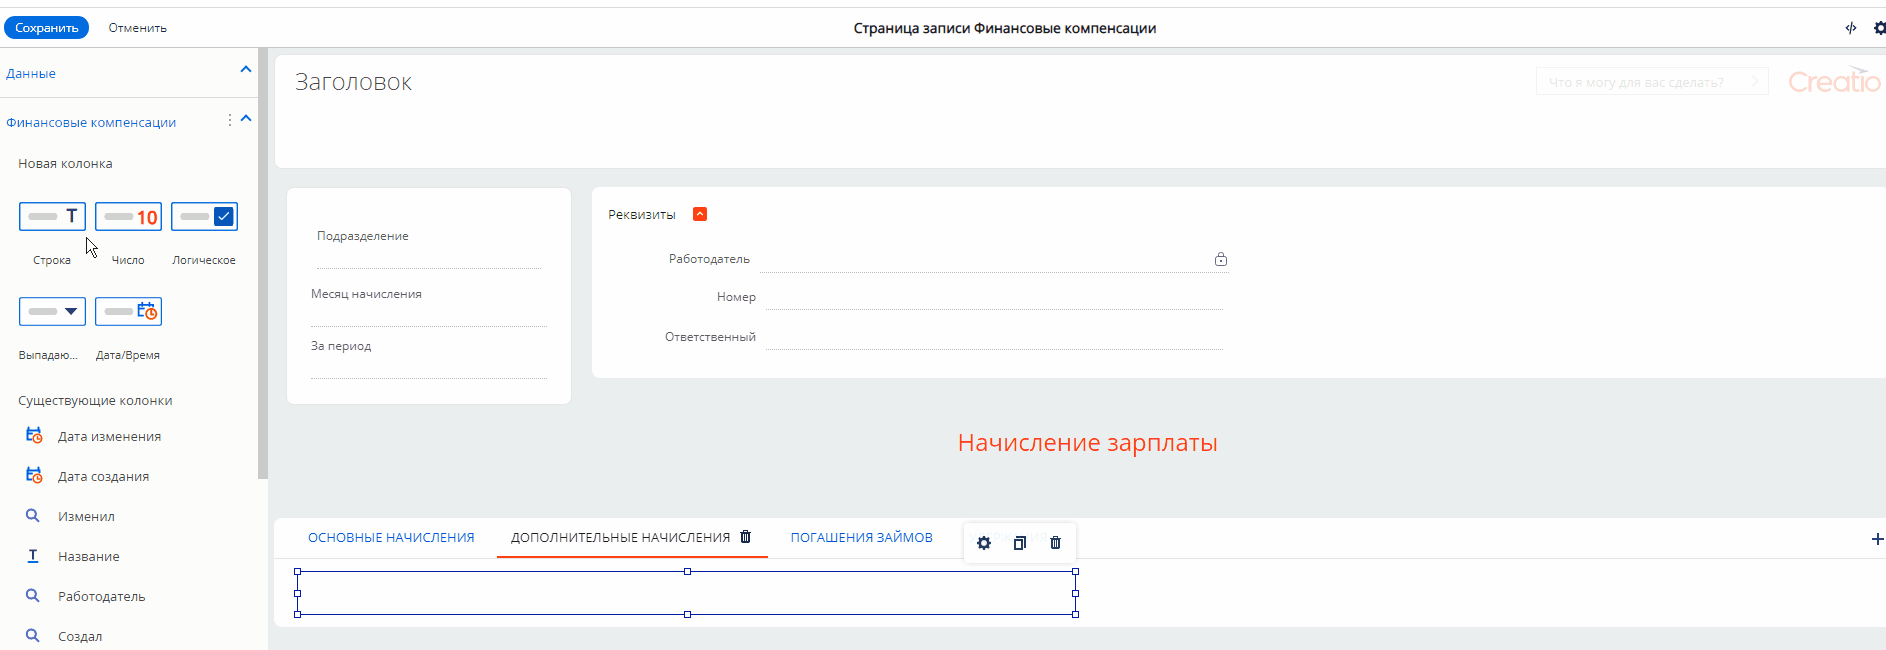 Сохранить
Отменить
Страница записи Финансовые компенсации
Данные
Финансовые компенсации
Новая колонка
T
10
Строка
Число
Логическое
Выпадаю...
Дата/Время
Существующие колонки
Дата изменения
Дата создания
Изменил
T Название
Работодатель
Создал
Заголовок
Что я могу для вас сделать?
Creatio
Подразделение
Месяц начисления
За период
Реквизиты
Работодатель
Номер
Ответственный
Начисление зарплаты
ОСНОВНЫЕ НАЧИСЛЕНИЯ
ДОПОЛНИТЕЛЬНЫЕ НАЧИСЛЕНИЯ
ПОГАШЕНИЯ ЗАЙМОВ